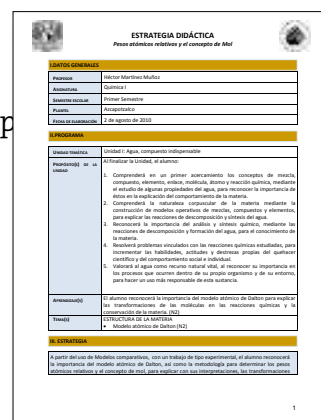 ESTRATEGIA DIDÁCTICA
Pesos atómicos relativos y el concepto de Mol
p
I.DATOS GENERALES
PROFESOR Héctor Martínez Muñoz
ASIGNATURA Química I
SEMESTRE ESCOLAR Primer Semestre
PLANTEL Azcapotzalco
FECHA DE ELABORACIÓN 2 de agosto de 2010
II.PROGRAMA
UNIDAD TEMÁTICA Unidad I: Agua, compuesto indispensable
PROPÓSITO(S) DE LA UNIDAD
Al finalizar la Unidad, el alumno:
1. Comprenderá en un primer acercamiento los conceptos de mezcla,
compuesto, elemento, enlace, molécula, átomo y reacción química, mediante
el estudio de algunas propiedades del agua, para reconocer la importancia de
éstos en la explicación del comportamiento de la materia.
2. Comprenderá la naturaleza corpuscular de la materia mediante la
construcción de modelos operativos de mezclas, compuestos y elementos,
para explicar las reacciones de descomposición y síntesis del agua.
3. Reconocerá la importancia del análisis y síntesis químico, mediante las
reacciones de descomposición y formación del agua, para el conocimiento de
la materia.
4. Resolverá problemas vinculados con las reacciones químicas estudiadas, para
incrementar las habilidades, actitudes y destrezas propias del quehacer
científico y del comportamiento social e individual.
5. Valorará al agua como recurso natural vital, al reconocer su importancia en
los procesos que ocurren dentro de su propio organismo y de su entorno,
para hacer un uso más responsable de esta sustancia.
APRENDIZAJE(S) El alumno reconocerá la importancia del modelo atómico de Dalton para explicar
las transformaciones de las moléculas en las reacciones químicas y la
conservación de la materia. (N2)
TEMA(S) ESTRUCTURA DE LA MATERIA
• Modelo atómico de Dalton (N2)
III. ESTRATEGIA
A partir del uso de Modelos comparativos, con un trabajo de tipo experimental, el alumno reconocerá
la importancia del modelo atómico de Dalton, así como la metodología para determinar los pesos
atómicos relativos y el concepto de mol, para explicar con sus interpretaciones, las transformaciones
1